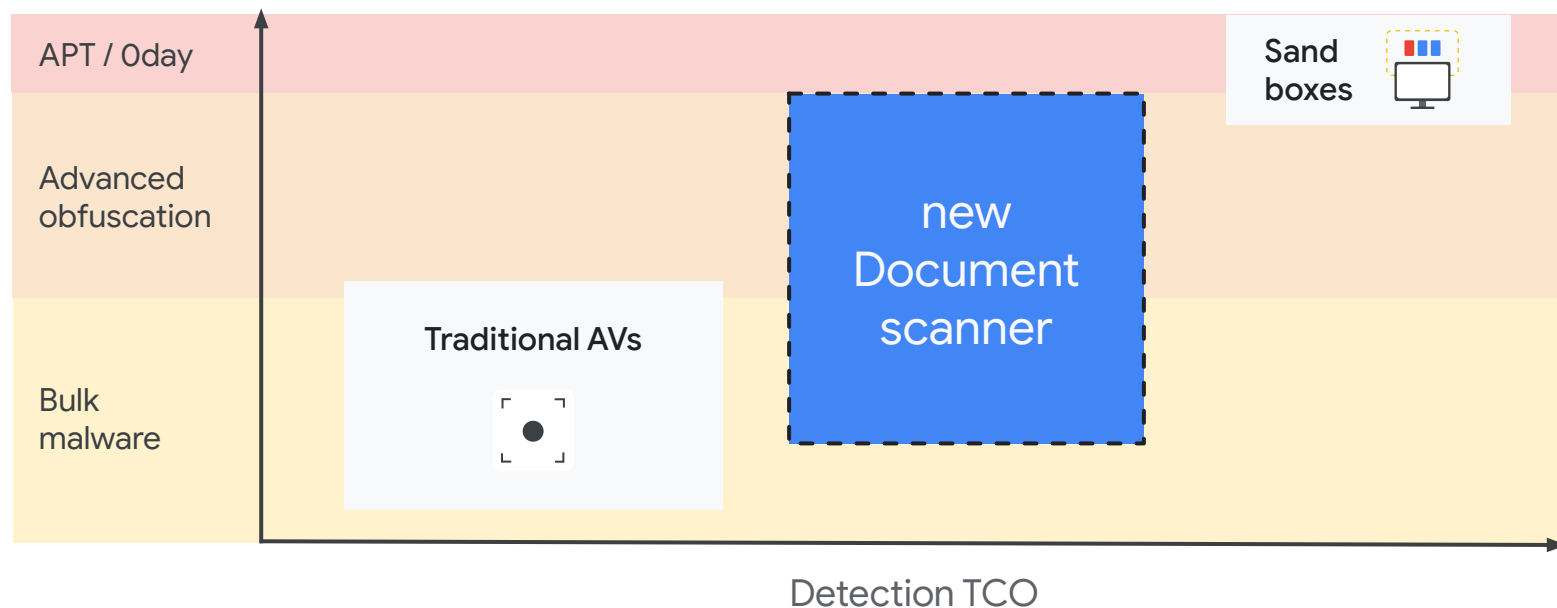 APT / 0day
Sand
boxes
Advanced
obfuscation
new
Document
scanner
Traditional AVs
Bulk
malware
Detection TCO